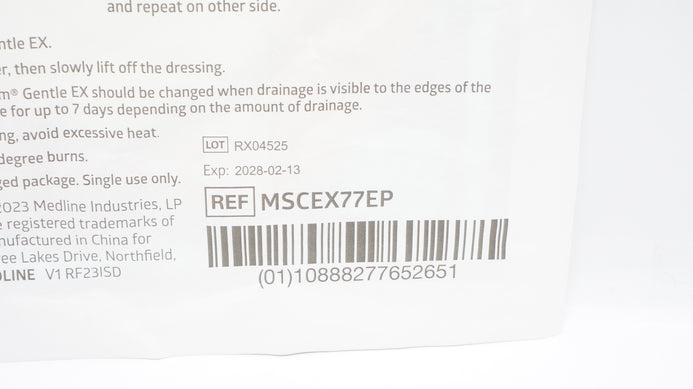 and repeat on other side.
ntle EX.
er, then slowly lift off the dressing.
m® Gentle EX should be changed when drainage is visible to the edges of the
e for up to 7 days depending on the amount of drainage.
ng, avoid excessive heat.
degree burns.
ged package. Single use only.
LOT RX04525
Exp: 2028-02-13
REF MSCEX77EP
2023 Medline Industries, LP
e registered trademarks of
nufactured in China for
ee Lakes Drive, Northfield,
DLINE V1 RF23ISD
(01)10888277652651